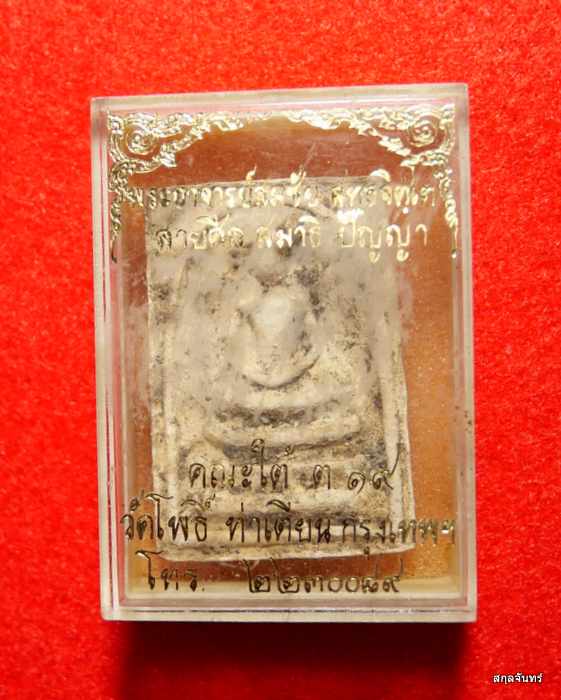 พระอาจารย์สมชัย สุทธจิตฺโต
สายศีล สมาธิ ปัญญา
คณะใต้ ต ๑๙
วัดโพธิ์ ท่าเตียน กรุงเทพฯ
โทร. ๒๒๓๐๐๘๙
สกุลจันทร์